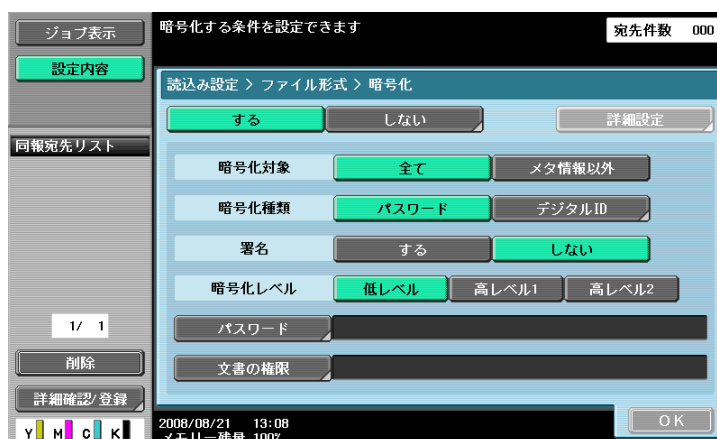 ジョブ表示
設定内容
同報宛先リスト
1/ 1
削除
詳細確認/登録
Y M C K
暗号化する条件を設定できます
宛先件数 000
読込み設定 > ファイル形式 > 暗号化
する しない 詳細設定
暗号化対象 全て メタ情報以外
暗号化種類 パスワード デジタルID
署名 する しない
暗号化レベル 低レベル 高レベル1 高レベル2
パスワード
文書の権限
OK
2008/08/21 13:08
メモリー残量 100%